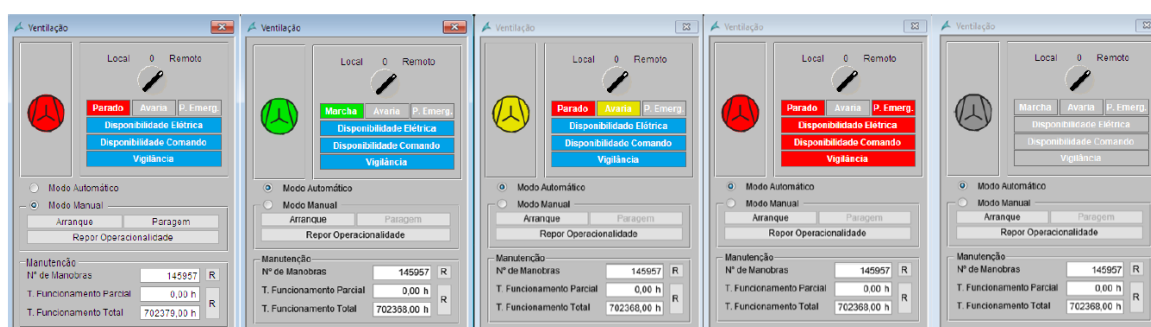 Ventilação
Local 0 Remoto
Parado Avaria P. Emerg.
Disponibilidade Elétrica
Disponibilidade Comando
Vigilância
Modo Automático
Modo Manual
Arranque Paragem
Repor Operacionalidade
Manutenção
Nº de Manobras 145957 R
T. Funcionamento Parcial 0,00 h
R
T. Funcionamento Total 702379,00 h
Ventilação
Local 0 Remoto
Marcha Avaria P. Emerg.
Disponibilidade Elétrica
Disponibilidade Comando
Vigilância
Modo Automático
Modo Manual
Arranque Paragem
Repor Operacionalidade
Manutenção
Nº de Manobras 145957 R
T. Funcionamento Parcial 0,00 h
R
T. Funcionamento Total 702368,00 h
Ventilação
Local 0 Remoto
Parado Avaria P. Emerg.
Disponibilidade Elétrica
Disponibilidade Comando
Vigilância
Modo Automático
Modo Manual
Arranque Paragem
Repor Operacionalidade
Manutenção
Nº de Manobras 145957 R
T. Funcionamento Parcial 0,00 h
R
T. Funcionamento Total 702368,00 h
Ventilação
Local 0 Remoto
Parado Avaria P. Emerg.
Disponibilidade Elétrica
Disponibilidade Comando
Vigilância
Modo Automático
Modo Manual
Arranque Paragem
Repor Operacionalidade
Manutenção
Nº de Manobras 145957 R
T. Funcionamento Parcial 0,00 h
R
T. Funcionamento Total 702368,00 h
Ventilação
Local 0 Remoto
Marcha Avaria P. Emerg.
Disponibilidade Elétrica
Disponibilidade Comando
Vigilância
Modo Automático
Modo Manual
Arranque Paragem
Repor Operacionalidade
Manutenção
Nº de Manobras 145957 R
T. Funcionamento Parcial 0,00 h
R
T. Funcionamento Total 702368,00 h